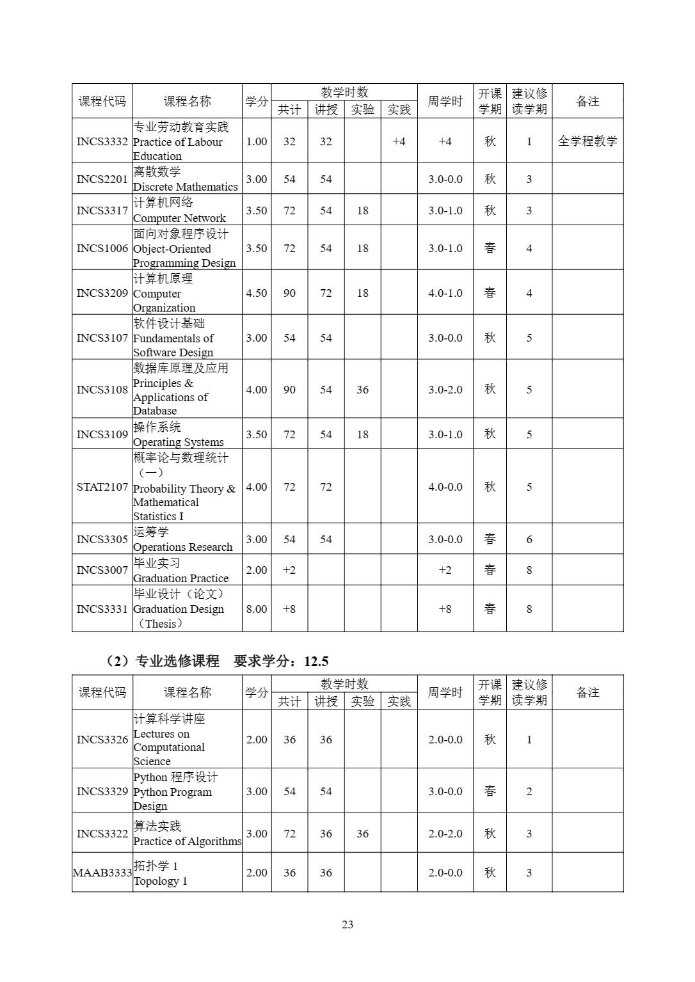 课程代码 课程名称 学分 教学时数 周学时 开课学期 建议修读学期 备注
共计 讲授 实验 实践
INCS3332 专业劳动教育实践 Practice of Labour Education 1.00 32 32 +4 +4 秋 1 全学程教学
INCS2201 离散数学 Discrete Mathematics 3.00 54 54 3.0-0.0 秋 3
INCS3317 计算机网络 Computer Network 3.50 72 54 18 3.0-1.0 秋 3
INCS1006 面向对象程序设计 Object-Oriented Programming Design 3.50 72 54 18 3.0-1.0 春 4
INCS3209 计算机原理 Computer Organization 4.50 90 72 18 4.0-1.0 春 4
INCS3107 软件设计基础 Fundamentals of Software Design 3.00 54 54 3.0-0.0 秋 5
INCS3108 数据库原理及应用 Principles & Applications of Database 4.00 90 54 36 3.0-2.0 秋 5
INCS3109 操作系统 Operating Systems 3.50 72 54 18 3.0-1.0 秋 5
STAT2107 概率论与数理统计（一） Probability Theory & Mathematical Statistics I 4.00 72 72 4.0-0.0 秋 5
INCS3305 运筹学 Operations Research 3.00 54 54 3.0-0.0 春 6
INCS3007 毕业实习 Graduation Practice 2.00 +2 +2 春 8
INCS3331 毕业设计（论文） Graduation Design （Thesis） 8.00 +8 +8 春 8
（2）专业选修课程 要求学分：12.5
课程代码 课程名称 学分 教学时数 周学时 开课学期 建议修读学期 备注
共计 讲授 实验 实践
INCS3326 计算科学讲座 Lectures on Computational Science 2.00 36 36 2.0-0.0 秋 1
INCS3329 Python 程序设计 Python Program Design 3.00 54 54 3.0-0.0 春 2
INCS3322 算法实践 Practice of Algorithms 3.00 72 36 36 2.0-2.0 秋 3
MAAB3333 拓扑学 1 Topology 1 2.00 36 36 2.0-0.0 秋 3
23